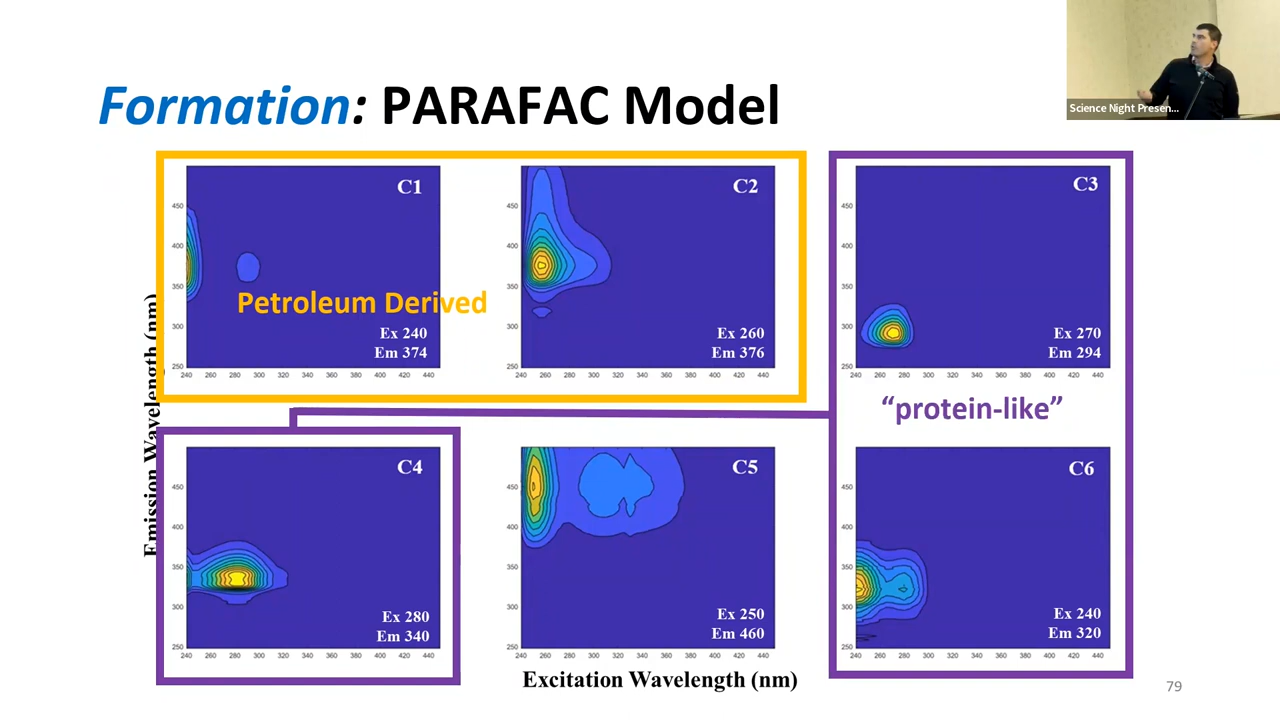 Formation: PARAFAC Model
Science Night Presen...
C1
450
400
350
300
250
240 260 280 300 320 340 360 380 400 420 440
Ex 240
Em 374
C2
450
400
350
300
250
240 260 280 300 320 340 360 380 400 420 440
Ex 260
Em 376
Petroleum Derived
C3
450
400
350
300
250
240 260 280 300 320 340 360 380 400 420 440
Ex 270
Em 294
“protein-like”
Emission Wavelength (nm)
C4
450
400
350
300
250
240 260 280 300 320 340 360 380 400 420 440
Ex 280
Em 340
C5
450
400
350
300
250
240 260 280 300 320 340 360 380 400 420 440
Ex 250
Em 460
C6
450
400
350
300
250
240 260 280 300 320 340 360 380 400 420 440
Ex 240
Em 320
Excitation Wavelength (nm)
79